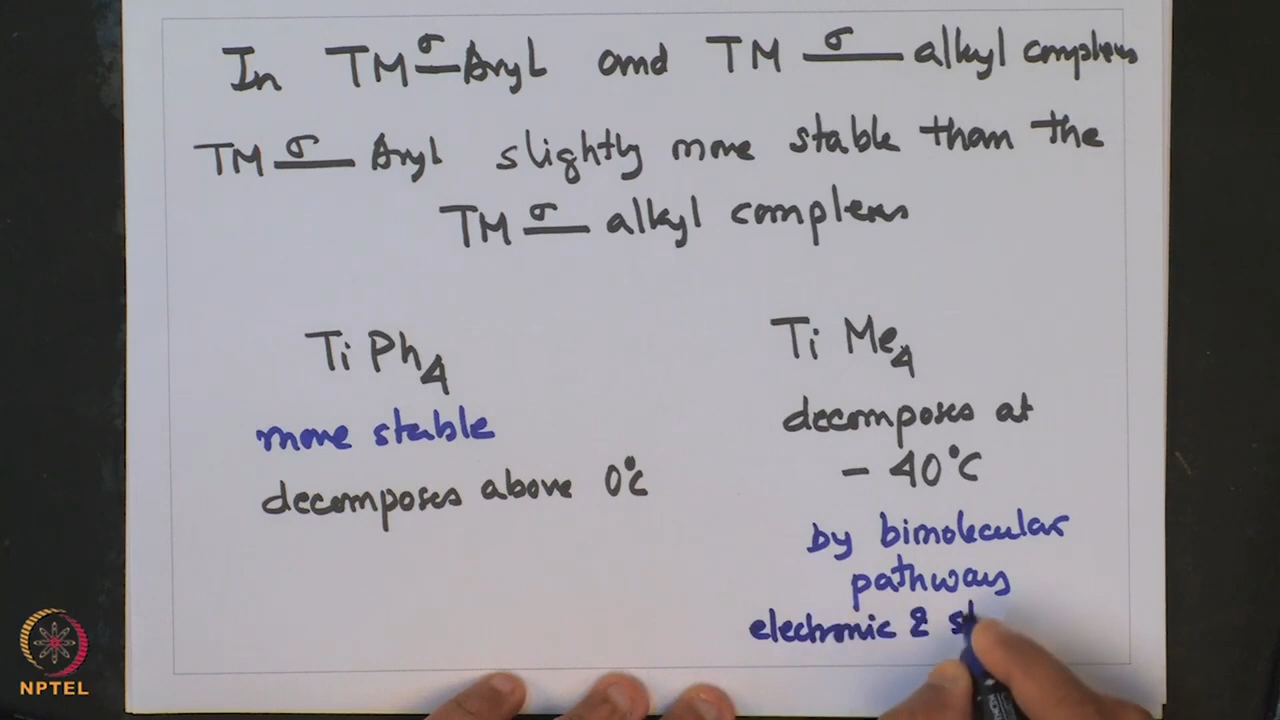 In TM σ Aryl and TM σ alkyl complexes
TM σ Aryl slightly more stable than the
TM σ alkyl complexes
Ti Ph4
more stable
decomposes above 0°C
Ti Me4
decomposes at
- 40°C
by bimolecular
pathways
electronic & s
NPTEL